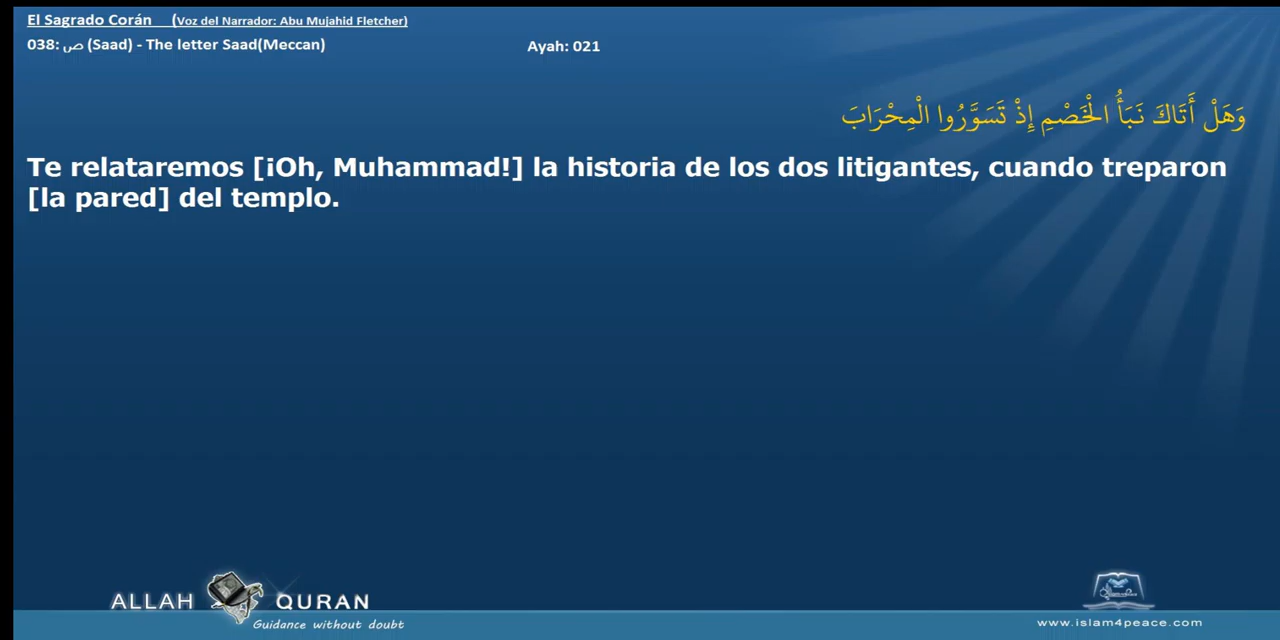 El Sagrado Corán (Voz del Narrador: Abu Mujahid Fletcher)
038: ص (Saad) - The letter Saad(Meccan) Ayah: 021
وَهَلْ أَتَاكَ نَبَأُ الْخَصْمِ إِذْ تَسَوَّرُوا الْمِحْرَابَ
Te relataremos [¡Oh, Muhammad!] la historia de los dos litigantes, cuando treparon
[la pared] del templo.
ALLAH QURAN
Guidance without doubt
www.islam4peace.com